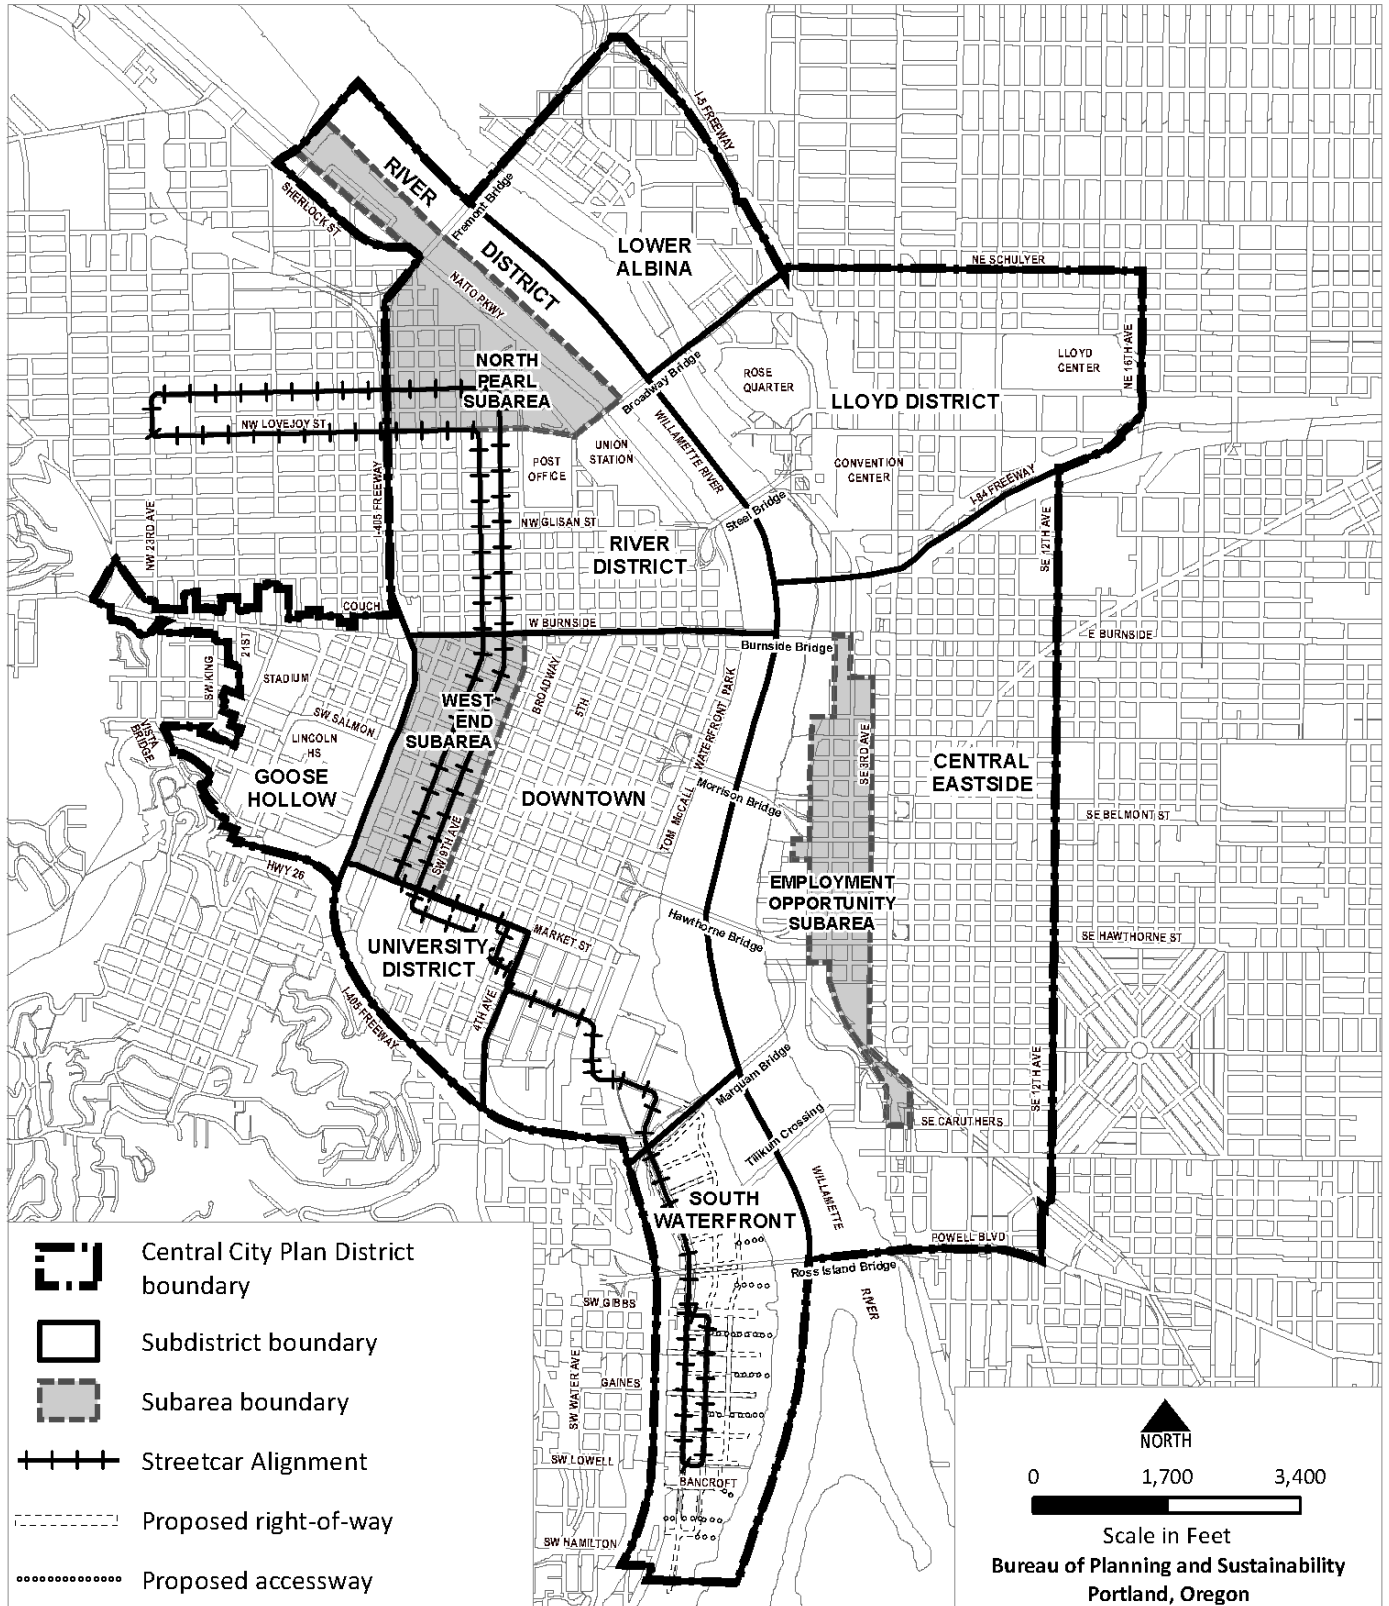 I-5 FREEWAY
RIVER
DISTRICT
SHERLOCK ST
Fremont Bridge
LOWER
ALBINA
NE SCHULYER
NAITO PKWY
NE 16TH AVE
LLOYD
CENTER
NORTH
PEARL
SUBAREA
ROSE
QUARTER
Broadway Bridge
LLOYD DISTRICT
NW LOVEJOY ST
WILLAMETTE RIVER
UNION
STATION
POST
OFFICE
CONVENTION
CENTER
I-84 FREEWAY
I-405 FREEWAY
NW 23RD AVE
Steel Bridge
NW GLISAN ST
RIVER
DISTRICT
SE 12TH AVE
COUCH
W BURNSIDE
E BURNSIDE
Burnside Bridge
21ST
SW KING
STADIUM
BROADWAY
5TH
WEST
END
SUBAREA
SW SALMON
VISTA
BRIDGE
LINCOLN
HS
TOM McCALL WATERFRONT PARK
SE 3RD AVE
CENTRAL
EASTSIDE
GOOSE
HOLLOW
DOWNTOWN
Morrison Bridge
SE BELMONT ST
SW 9TH AVE
HWY 26
EMPLOYMENT
OPPORTUNITY
SUBAREA
Hawthorne Bridge
MARKET ST
SE HAWTHORNE ST
UNIVERSITY
DISTRICT
I-405 FREEWAY
4TH AVE
Marquam Bridge
SE 12TH AVE
SE CARUTHERS
Tilikum Crossing
SOUTH
WATERFRONT
WILLAMETTE
RIVER
POWELL BLVD
Ross Island Bridge
SW GIBBS
SW WATER AVE
GAINES
SW LOWELL
BANCROFT
SW HAMILTON
Central City Plan District
boundary
Subdistrict boundary
Subarea boundary
Streetcar Alignment
Proposed right-of-way
Proposed accessway
NORTH
0 1,700 3,400
Scale in Feet
Bureau of Planning and Sustainability
Portland, Oregon